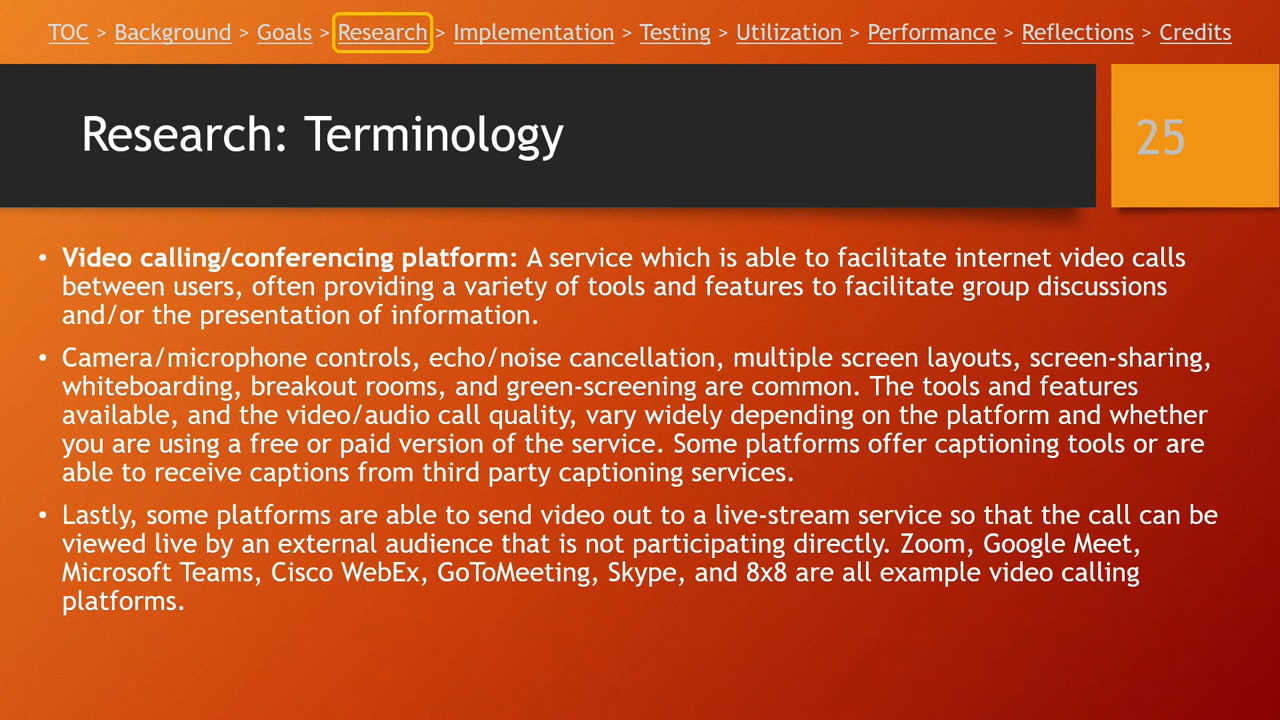 TOC > Background > Goals > Research > Implementation > Testing > Utilization > Performance > Reflections > Credits
Research: Terminology
25
• Video calling/conferencing platform: A service which is able to facilitate internet video calls
between users, often providing a variety of tools and features to facilitate group discussions
and/or the presentation of information.
• Camera/microphone controls, echo/noise cancellation, multiple screen layouts, screen-sharing,
whiteboarding, breakout rooms, and green-screening are common. The tools and features
available, and the video/audio call quality, vary widely depending on the platform and whether
you are using a free or paid version of the service. Some platforms offer captioning tools or are
able to receive captions from third party captioning services.
• Lastly, some platforms are able to send video out to a live-stream service so that the call can be
viewed live by an external audience that is not participating directly. Zoom, Google Meet,
Microsoft Teams, Cisco WebEx, GoToMeeting, Skype, and 8x8 are all example video calling
platforms.